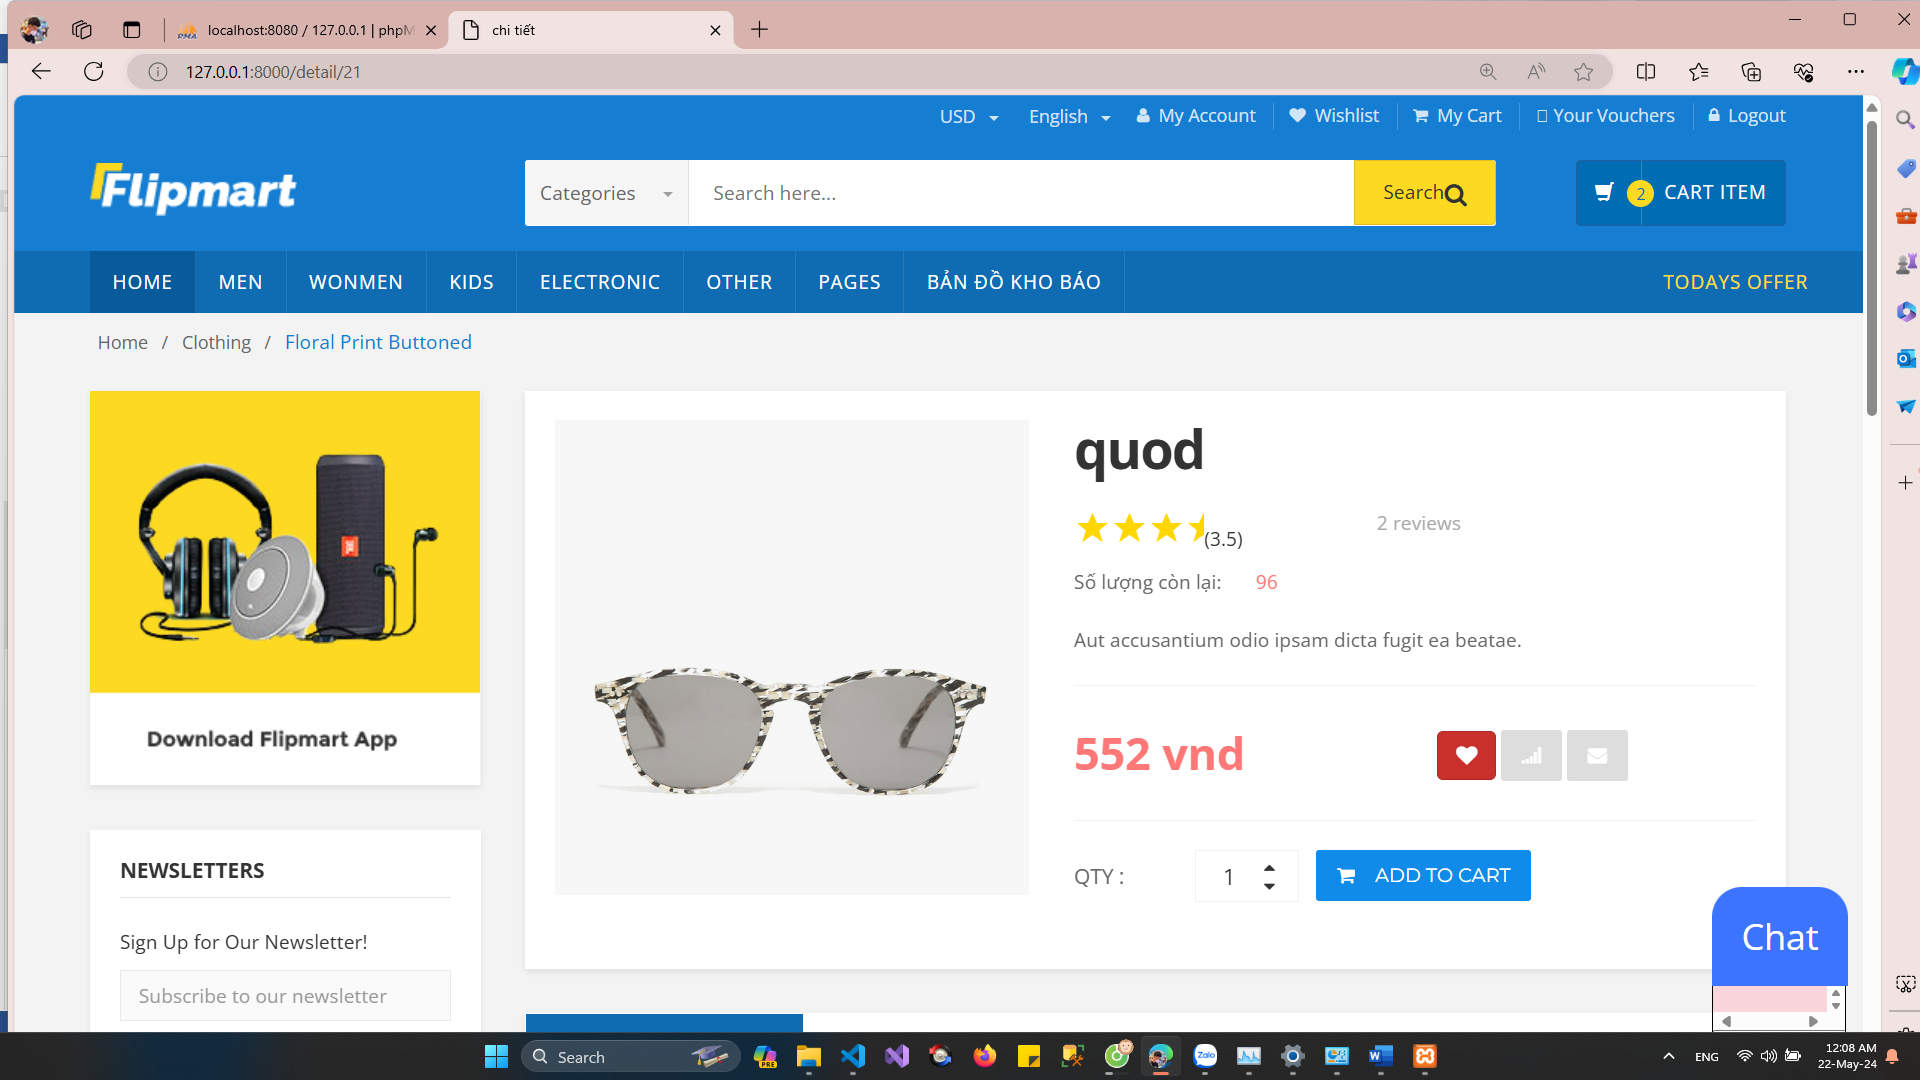 localhost:8080 / 127.0.0.1 | phpM
chi tiết
127.0.0.1:8000/detail/21
USD
English
My Account
Wishlist
My Cart
Your Vouchers
Logout
Flipmart
Categories
Search here...
Search
2
CART ITEM
HOME
MEN
WONMEN
KIDS
ELECTRONIC
OTHER
PAGES
BẢN ĐỒ KHO BÁO
TODAYS OFFER
Home / Clothing / Floral Print Buttoned
JBL
Download Flipmart App
NEWSLETTERS
Sign Up for Our Newsletter!
Subscribe to our newsletter
quod
(3.5)
2 reviews
Số lượng còn lại: 96
Aut accusantium odio ipsam dicta fugit ea beatae.
552 vnd
QTY :
1
ADD TO CART
Chat
Search
PRE
Zalo
ENG
12:08 AM
22-May-24